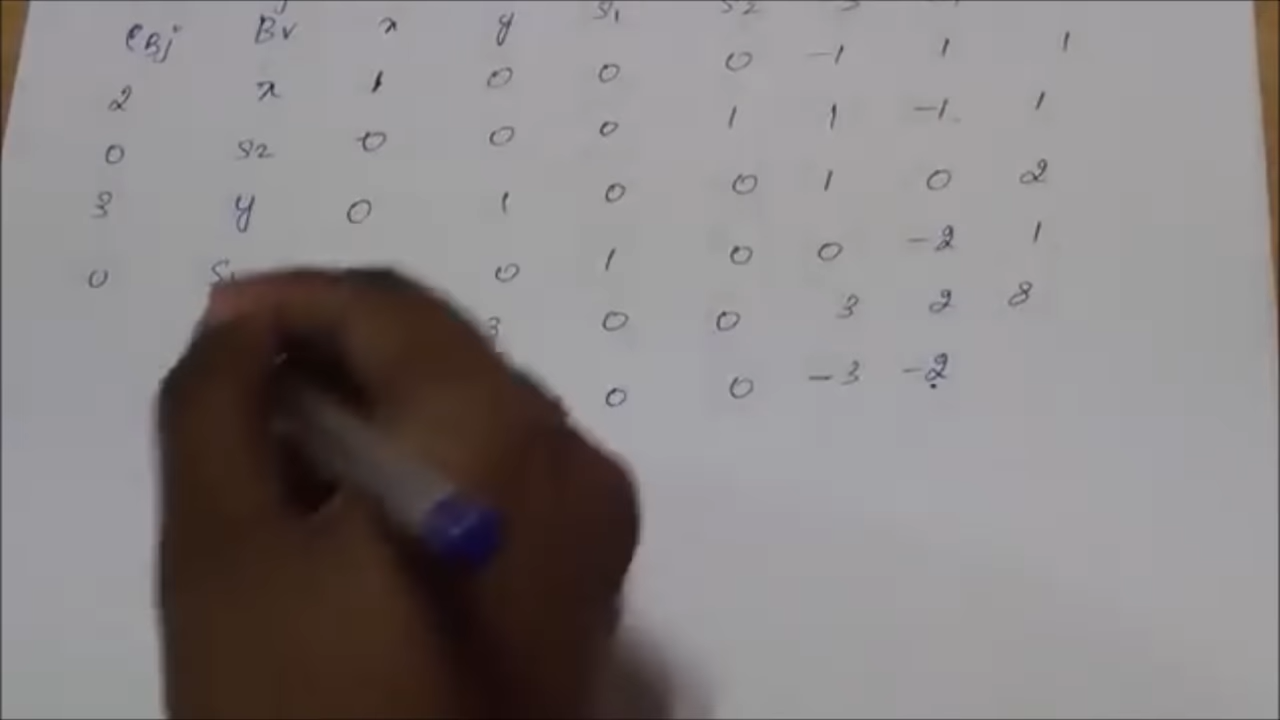 S1 S2
CBj BV x y
2 x 1 0 0 0 -1 1 1
0 S2 0 0 0 1 1 -1 1
3 y 0 1 0 0 1 0 2
0 S1 0 1 0 0 -2 1
3 0 0 3 2 8
0 0 -3 -2